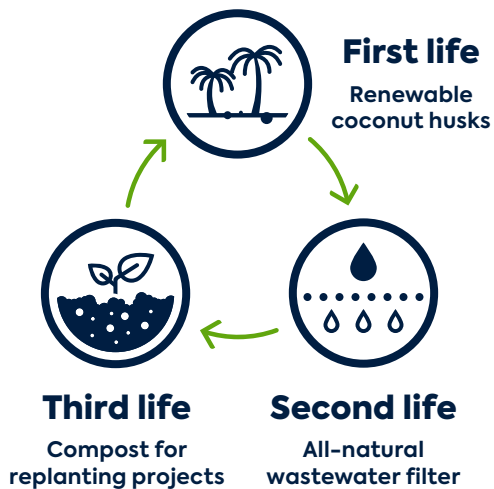 First life
Renewable
coconut husks
Third life
Compost for
replanting projects
Second life
All-natural
wastewater filter